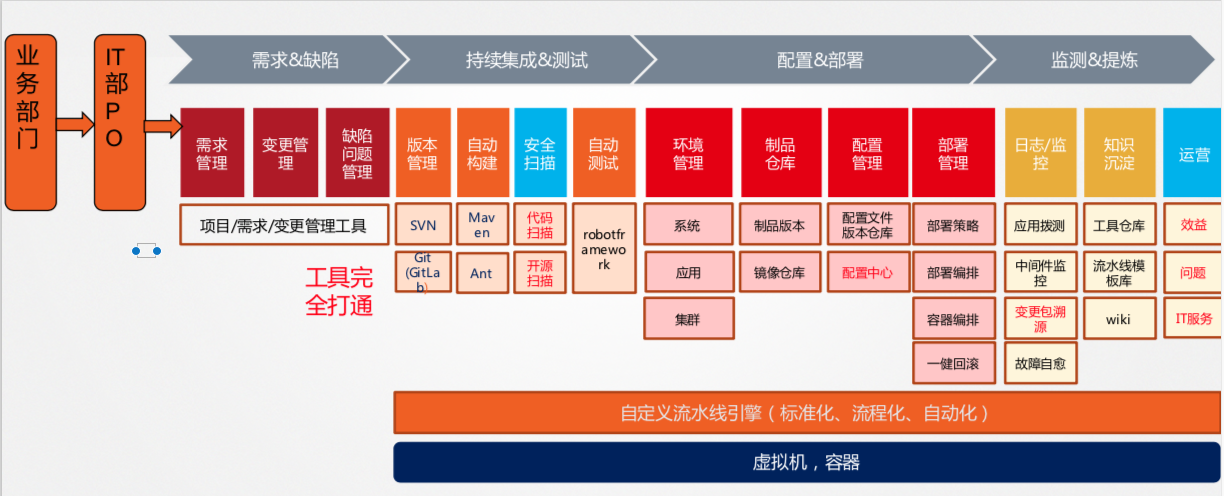 业
务
部
门
IT
部
P
O
需求&缺陷
持续集成&测试
配置&部署
监测&提炼
需求
管理
变更管
理
缺陷
问题
管理
版本
管理
自动
构建
安全
扫描
自动
测试
环境
管理
制品
仓库
配置
管理
部署
管理
日志/监
控
知识
沉淀
运营
项目/需求/变更管理工具
SVN
Git
(GitLa
b)
Mav
en
Ant
代码
扫描
开源
扫描
robotfr
amewo
rk
系统
应用
集群
制品版本
镜像仓库
配置文件
版本仓库
配置中心
部署策略
部署编排
容器编排
一健回滚
应用拨测
中间件监
控
变更包溯
源
故障自愈
工具仓库
流水线模
板库
wiki
效益
问题
IT服务
工具完
全打通
自定义流水线引擎（标准化、流程化、自动化）
虚拟机，容器